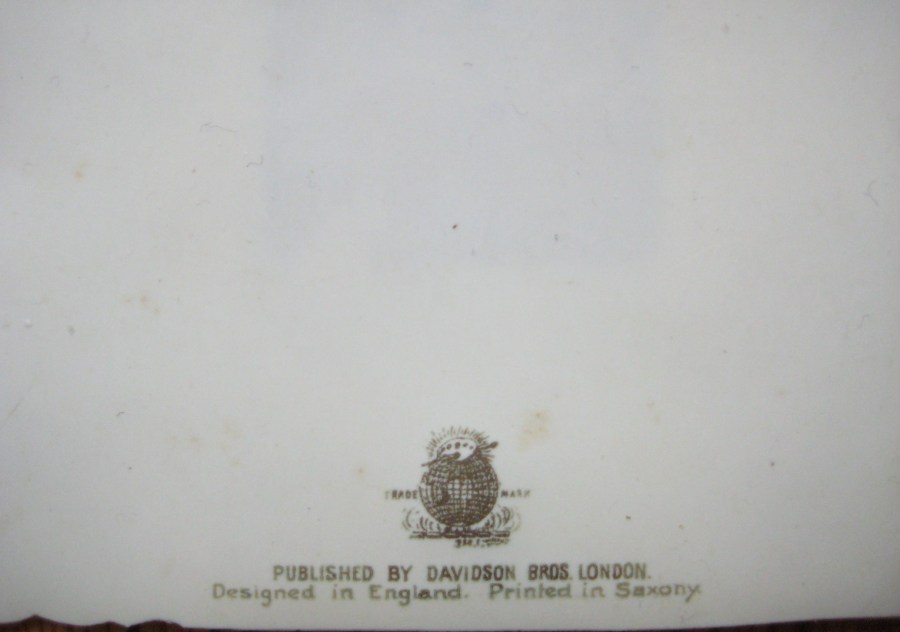 TRADE MARK
PUBLISHED BY DAVIDSON BROS. LONDON.
Designed in England. Printed in Saxony.